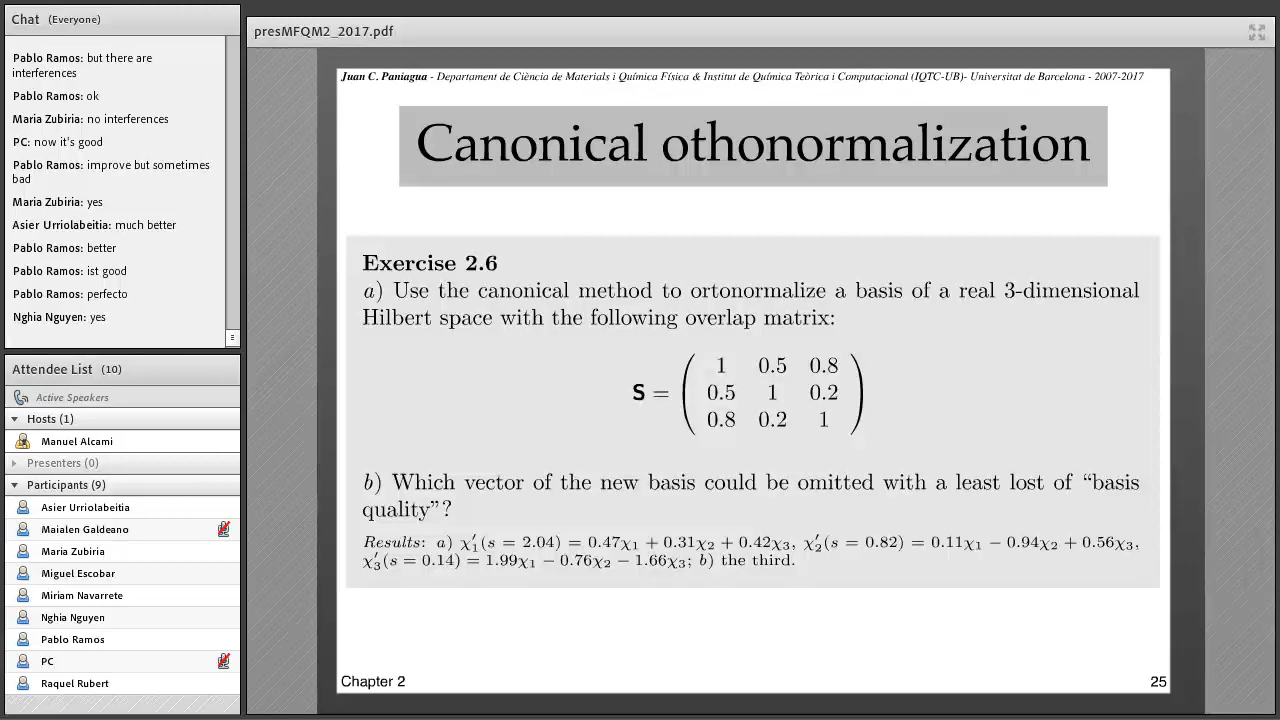 Chat (Everyone)
Pablo Ramos: but there are
interferences
Pablo Ramos: ok
Maria Zubiria: no interferences
PC: now it's good
Pablo Ramos: improve but sometimes
bad
Maria Zubiria: yes
Asier Urriolabeitia: much better
Pablo Ramos: better
Pablo Ramos: ist good
Pablo Ramos: perfecto
Nghia Nguyen: yes
Attendee List (10)
Active Speakers
Hosts (1)
Manuel Alcami
Presenters (0)
Participants (9)
Asier Urriolabeitia
Maialen Galdeano
Maria Zubiria
Miguel Escobar
Miriam Navarrete
Nghia Nguyen
Pablo Ramos
PC
Raquel Rubert
presMFQM2_2017.pdf
Juan C. Paniagua - Departament de Ciència de Materials i Química Física & Institut de Química Teòrica i Computacional (IQTC-UB)- Universitat de Barcelona - 2007-2017
Canonical othonormalization
Exercise 2.6
a) Use the canonical method to ortonormalize a basis of a real 3-dimensional
Hilbert space with the following overlap matrix:
1 0.5 0.8
S = ( 0.5 1 0.2 )
0.8 0.2 1
b) Which vector of the new basis could be omitted with a least lost of “basis
quality”?
Results: a) χ′₁(s = 2.04) = 0.47χ₁ + 0.31χ₂ + 0.42χ₃, χ′₂(s = 0.82) = 0.11χ₁ − 0.94χ₂ + 0.56χ₃,
χ′₃(s = 0.14) = 1.99χ₁ − 0.76χ₂ − 1.66χ₃; b) the third.
Chapter 2
25